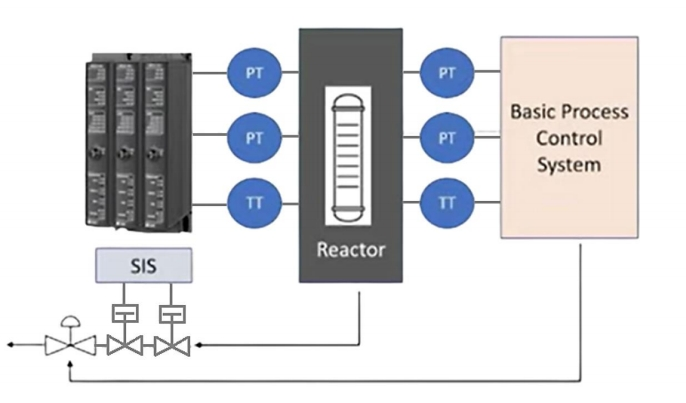 PT
PT
PT
PT
Basic Process
Control
System
TT
TT
Reactor
SIS